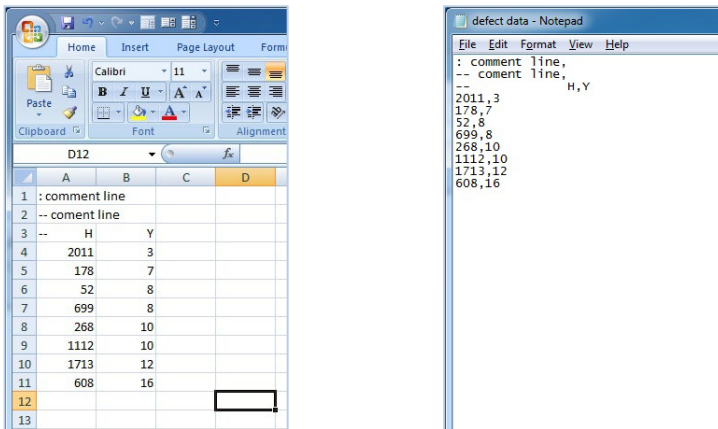 Home Insert Page Layout
Calibri 11
B I U A A
Paste A
Clipboard Font Alignment
D12 fx
A B C D
1 : comment line
2 -- coment line
3 -- H Y
4 2011 3
5 178 7
6 52 8
7 699 8
8 268 10
9 1112 10
10 1713 12
11 608 16
12
13
defect data - Notepad
File Edit Format View Help
: comment line,
-- coment line,
-- H,Y
2011,3
178,7
52,8
699,8
268,10
1112,10
1713,12
608,16